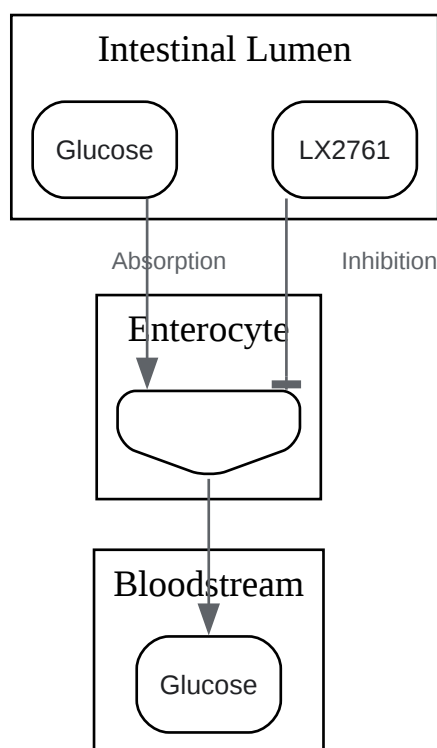 Intestinal Lumen
Glucose
LX2761
Absorption
Inhibition
Enterocyte
Bloodstream
Glucose